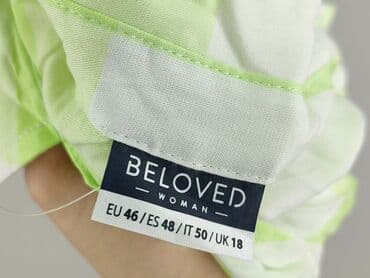 BELOVED
— WOMAN —
EU 46 / ES 48 / IT 50 / UK 18